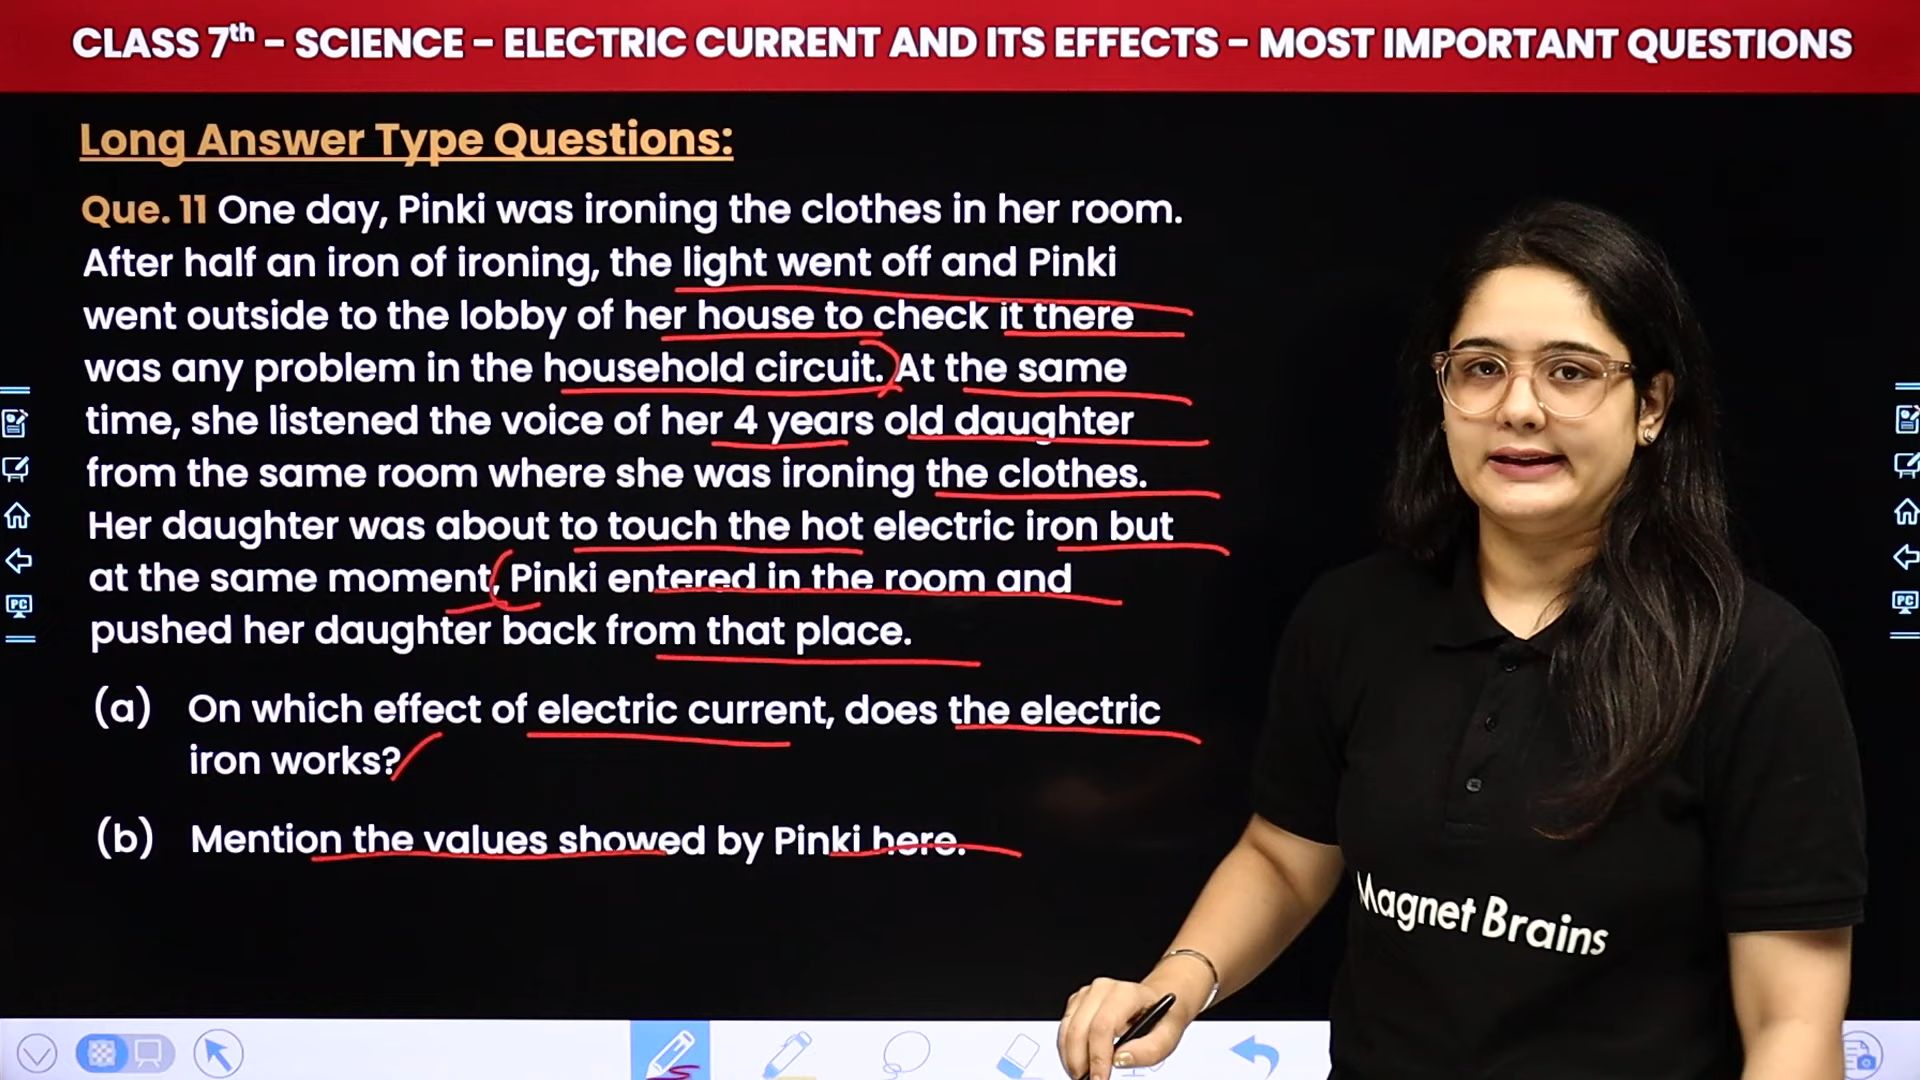 CLASS 7th - SCIENCE - ELECTRIC CURRENT AND ITS EFFECTS - MOST IMPORTANT QUESTIONS
Long Answer Type Questions:
Que. 11 One day, Pinki was ironing the clothes in her room.
After half an iron of ironing, the light went off and Pinki
went outside to the lobby of her house to check it there
was any problem in the household circuit. At the same
time, she listened the voice of her 4 years old daughter
from the same room where she was ironing the clothes.
Her daughter was about to touch the hot electric iron but
at the same moment, Pinki entered in the room and
pushed her daughter back from that place.
(a) On which effect of electric current, does the electric
iron works?
(b) Mention the values showed by Pinki here.
Magnet Brains
PC
PC